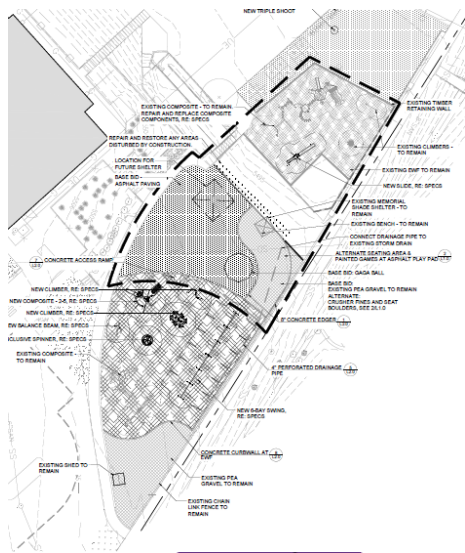 NEW TRIPLE SHOOT
EXISTING COMPOSITE - TO REMAIN.
REPAIR AND REPLACE COMPOSITE
COMPONENTS, RE: SPECS
EXISTING TIMBER
RETAINING WALL
REPAIR AND RESTORE ANY AREAS
DISTURBED BY CONSTRUCTION.
EXISTING CLIMBERS -
TO REMAIN
LOCATION FOR
FUTURE SHELTER
EXISTING EWF TO REMAIN
BASE BID -
ASPHALT PAVING
NEW SLIDE, RE: SPECS
EXISTING MEMORIAL
SHADE SHELTER - TO
REMAIN
EXISTING BENCH - TO REMAIN
CONNECT DRAINAGE PIPE TO
EXISTING STORM DRAIN
CONCRETE ACCESS RAMP
ALTERNATE SEATING AREA &
PAINTED GAMES AT ASPHALT PLAY PAD
BASE BID: GAGA BALL
NEW CLIMBER, RE: SPECS
BASE BID:
EXISTING PEA GRAVEL TO REMAIN
ALTERNATE:
CRUSHER FINES AND SEAT
BOULDERS, SEE 2/L1.0
NEW COMPOSITE - 2-5, RE: SPECS
NEW CLIMBER, RE: SPECS
8" CONCRETE EDGER
EW BALANCE BEAM, RE: SPECS
NCLUSIVE SPINNER, RE: SPECS
EXISTING COMPOSITE -
TO REMAIN
4" PERFORATED DRAINAGE
PIPE
NEW 5-BAY SWING,
RE: SPECS
CONCRETE CURBWALL AT
EWF
EXISTING SHED TO
REMAIN
EXISTING PEA
GRAVEL TO REMAIN
EXISTING CHAIN
LINK FENCE TO
REMAIN